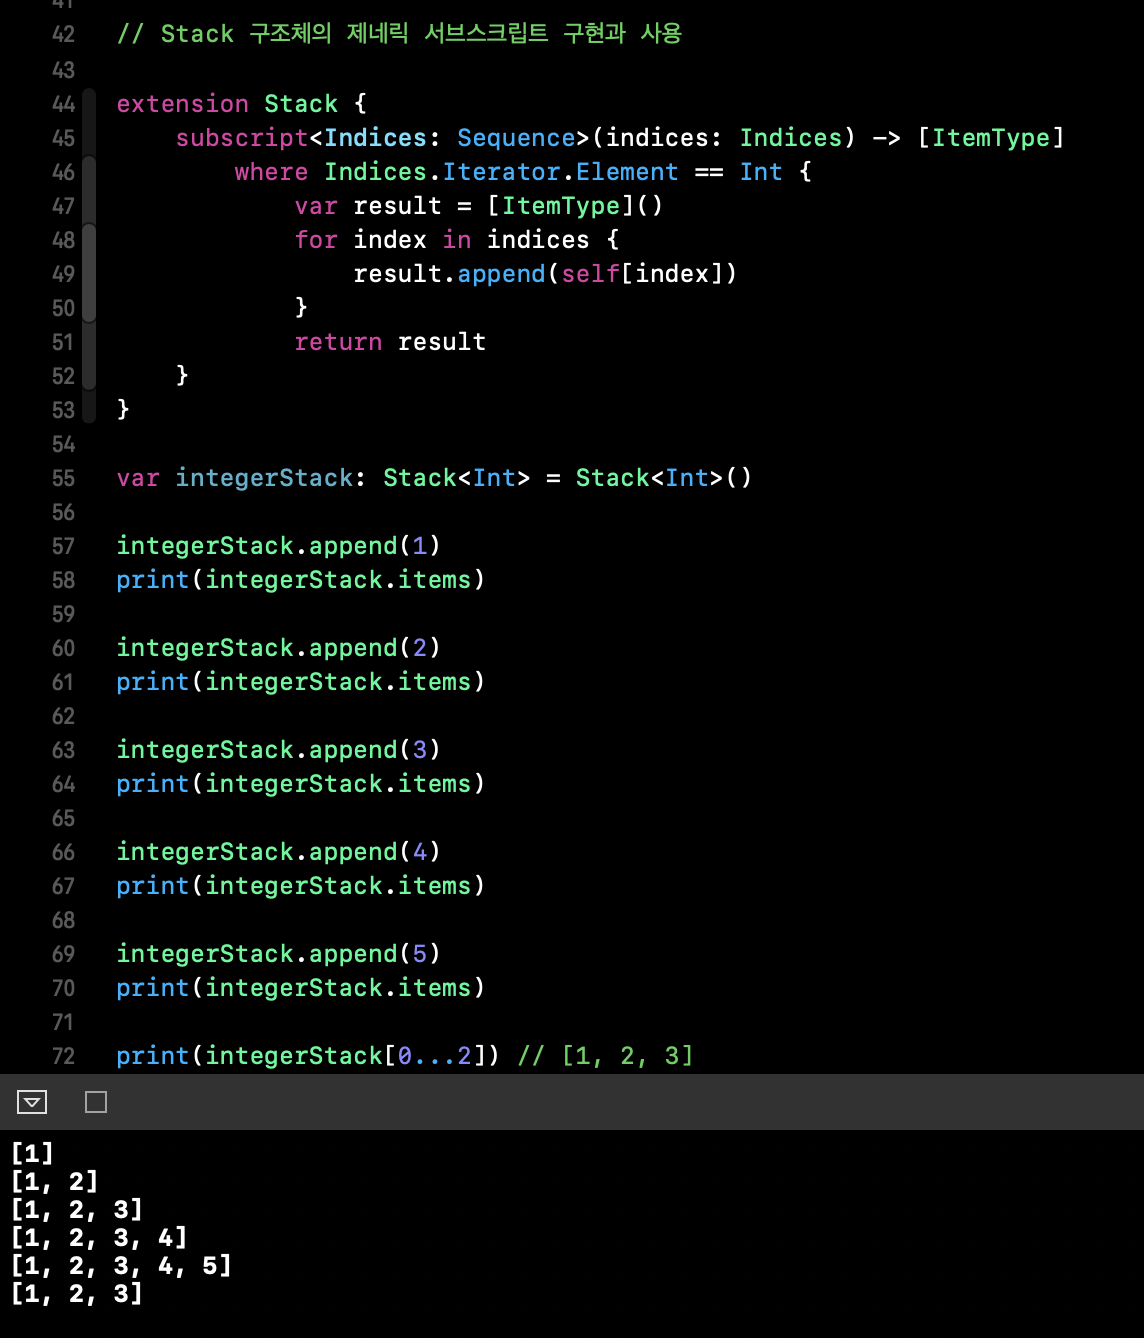 42 // Stack 구조체의 제네릭 서브스크립트 구현과 사용
43
44 extension Stack {
45     subscript<Indices: Sequence>(indices: Indices) -> [ItemType]
46         where Indices.Iterator.Element == Int {
47             var result = [ItemType]()
48             for index in indices {
49                 result.append(self[index])
50             }
51             return result
52     }
53 }
54
55 var integerStack: Stack<Int> = Stack<Int>()
56
57 integerStack.append(1)
58 print(integerStack.items)
59
60 integerStack.append(2)
61 print(integerStack.items)
62
63 integerStack.append(3)
64 print(integerStack.items)
65
66 integerStack.append(4)
67 print(integerStack.items)
68
69 integerStack.append(5)
70 print(integerStack.items)
71
72 print(integerStack[0...2]) // [1, 2, 3]
[1]
[1, 2]
[1, 2, 3]
[1, 2, 3, 4]
[1, 2, 3, 4, 5]
[1, 2, 3]